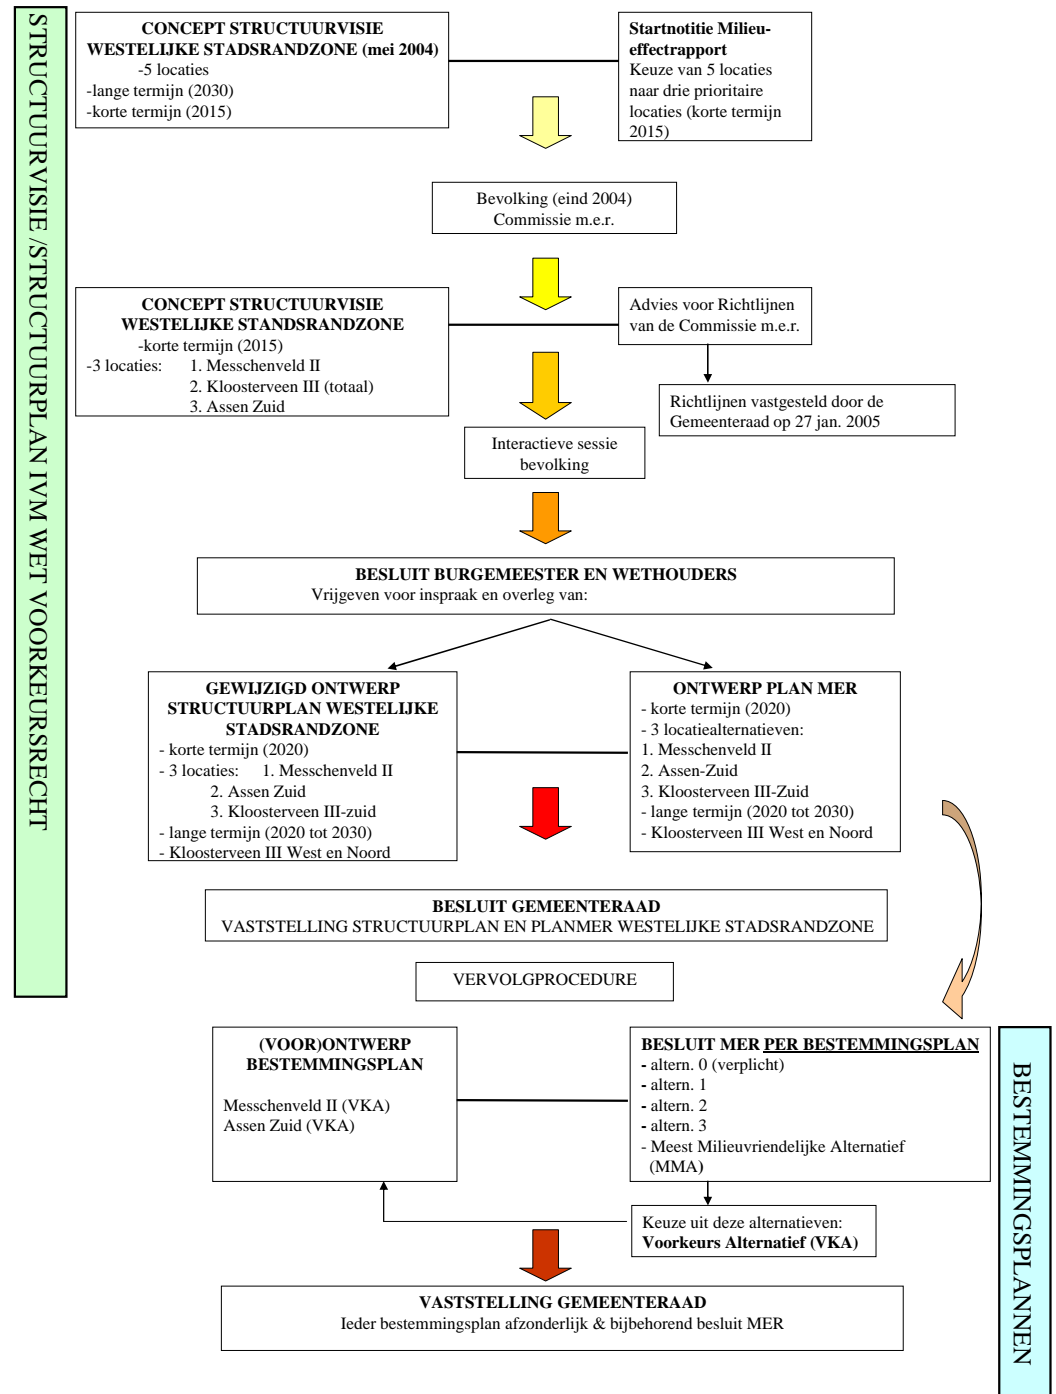 STRUCTUURVISIE /STRUCTUURPLAN IVM WET VOORKEURSRECHT
CONCEPT STRUCTUURVISIE
WESTELIJKE STADSRANDZONE (mei 2004)
-5 locaties
-lange termijn (2030)
-korte termijn (2015)
Startnotitie Milieu-
effectrapport
Keuze van 5 locaties
naar drie prioritaire
locaties (korte termijn
2015)
Bevolking (eind 2004)
Commissie m.e.r.
CONCEPT STRUCTUURVISIE
WESTELIJKE STANDSRANDZONE
-korte termijn (2015)
-3 locaties: 1. Messchenveld II
2. Kloosterveen III (totaal)
3. Assen Zuid
Advies voor Richtlijnen
van de Commissie m.e.r.
Richtlijnen vastgesteld door de
Gemeenteraad op 27 jan. 2005
Interactieve sessie
bevolking
BESLUIT BURGEMEESTER EN WETHOUDERS
Vrijgeven voor inspraak en overleg van:
GEWIJZIGD ONTWERP
STRUCTUURPLAN WESTELIJKE
STADSRANDZONE
- korte termijn (2020)
- 3 locaties: 1. Messchenveld II
2. Assen Zuid
3. Kloosterveen III-zuid
- lange termijn (2020 tot 2030)
- Kloosterveen III West en Noord
ONTWERP PLAN MER
- korte termijn (2020)
- 3 locatiealternatieven:
1. Messchenveld II
2. Assen-Zuid
3. Kloosterveen III-Zuid
- lange termijn (2020 tot 2030)
- Kloosterveen III West en Noord
BESLUIT GEMEENTERAAD
VASTSTELLING STRUCTUURPLAN EN PLANMER WESTELIJKE STADSRANDZONE
VERVOLGPROCEDURE
(VOOR)ONTWERP
BESTEMMINGSPLAN
Messchenveld II (VKA)
Assen Zuid (VKA)
BESLUIT MER PER BESTEMMINGSPLAN
- altern. 0 (verplicht)
- altern. 1
- altern. 2
- altern. 3
- Meest Milieuvriendelijke Alternatief
(MMA)
Keuze uit deze alternatieven:
Voorkeurs Alternatief (VKA)
VASTSTELLING GEMEENTERAAD
Ieder bestemmingsplan afzonderlijk & bijbehorend besluit MER
BESTEMMINGSPLANNEN